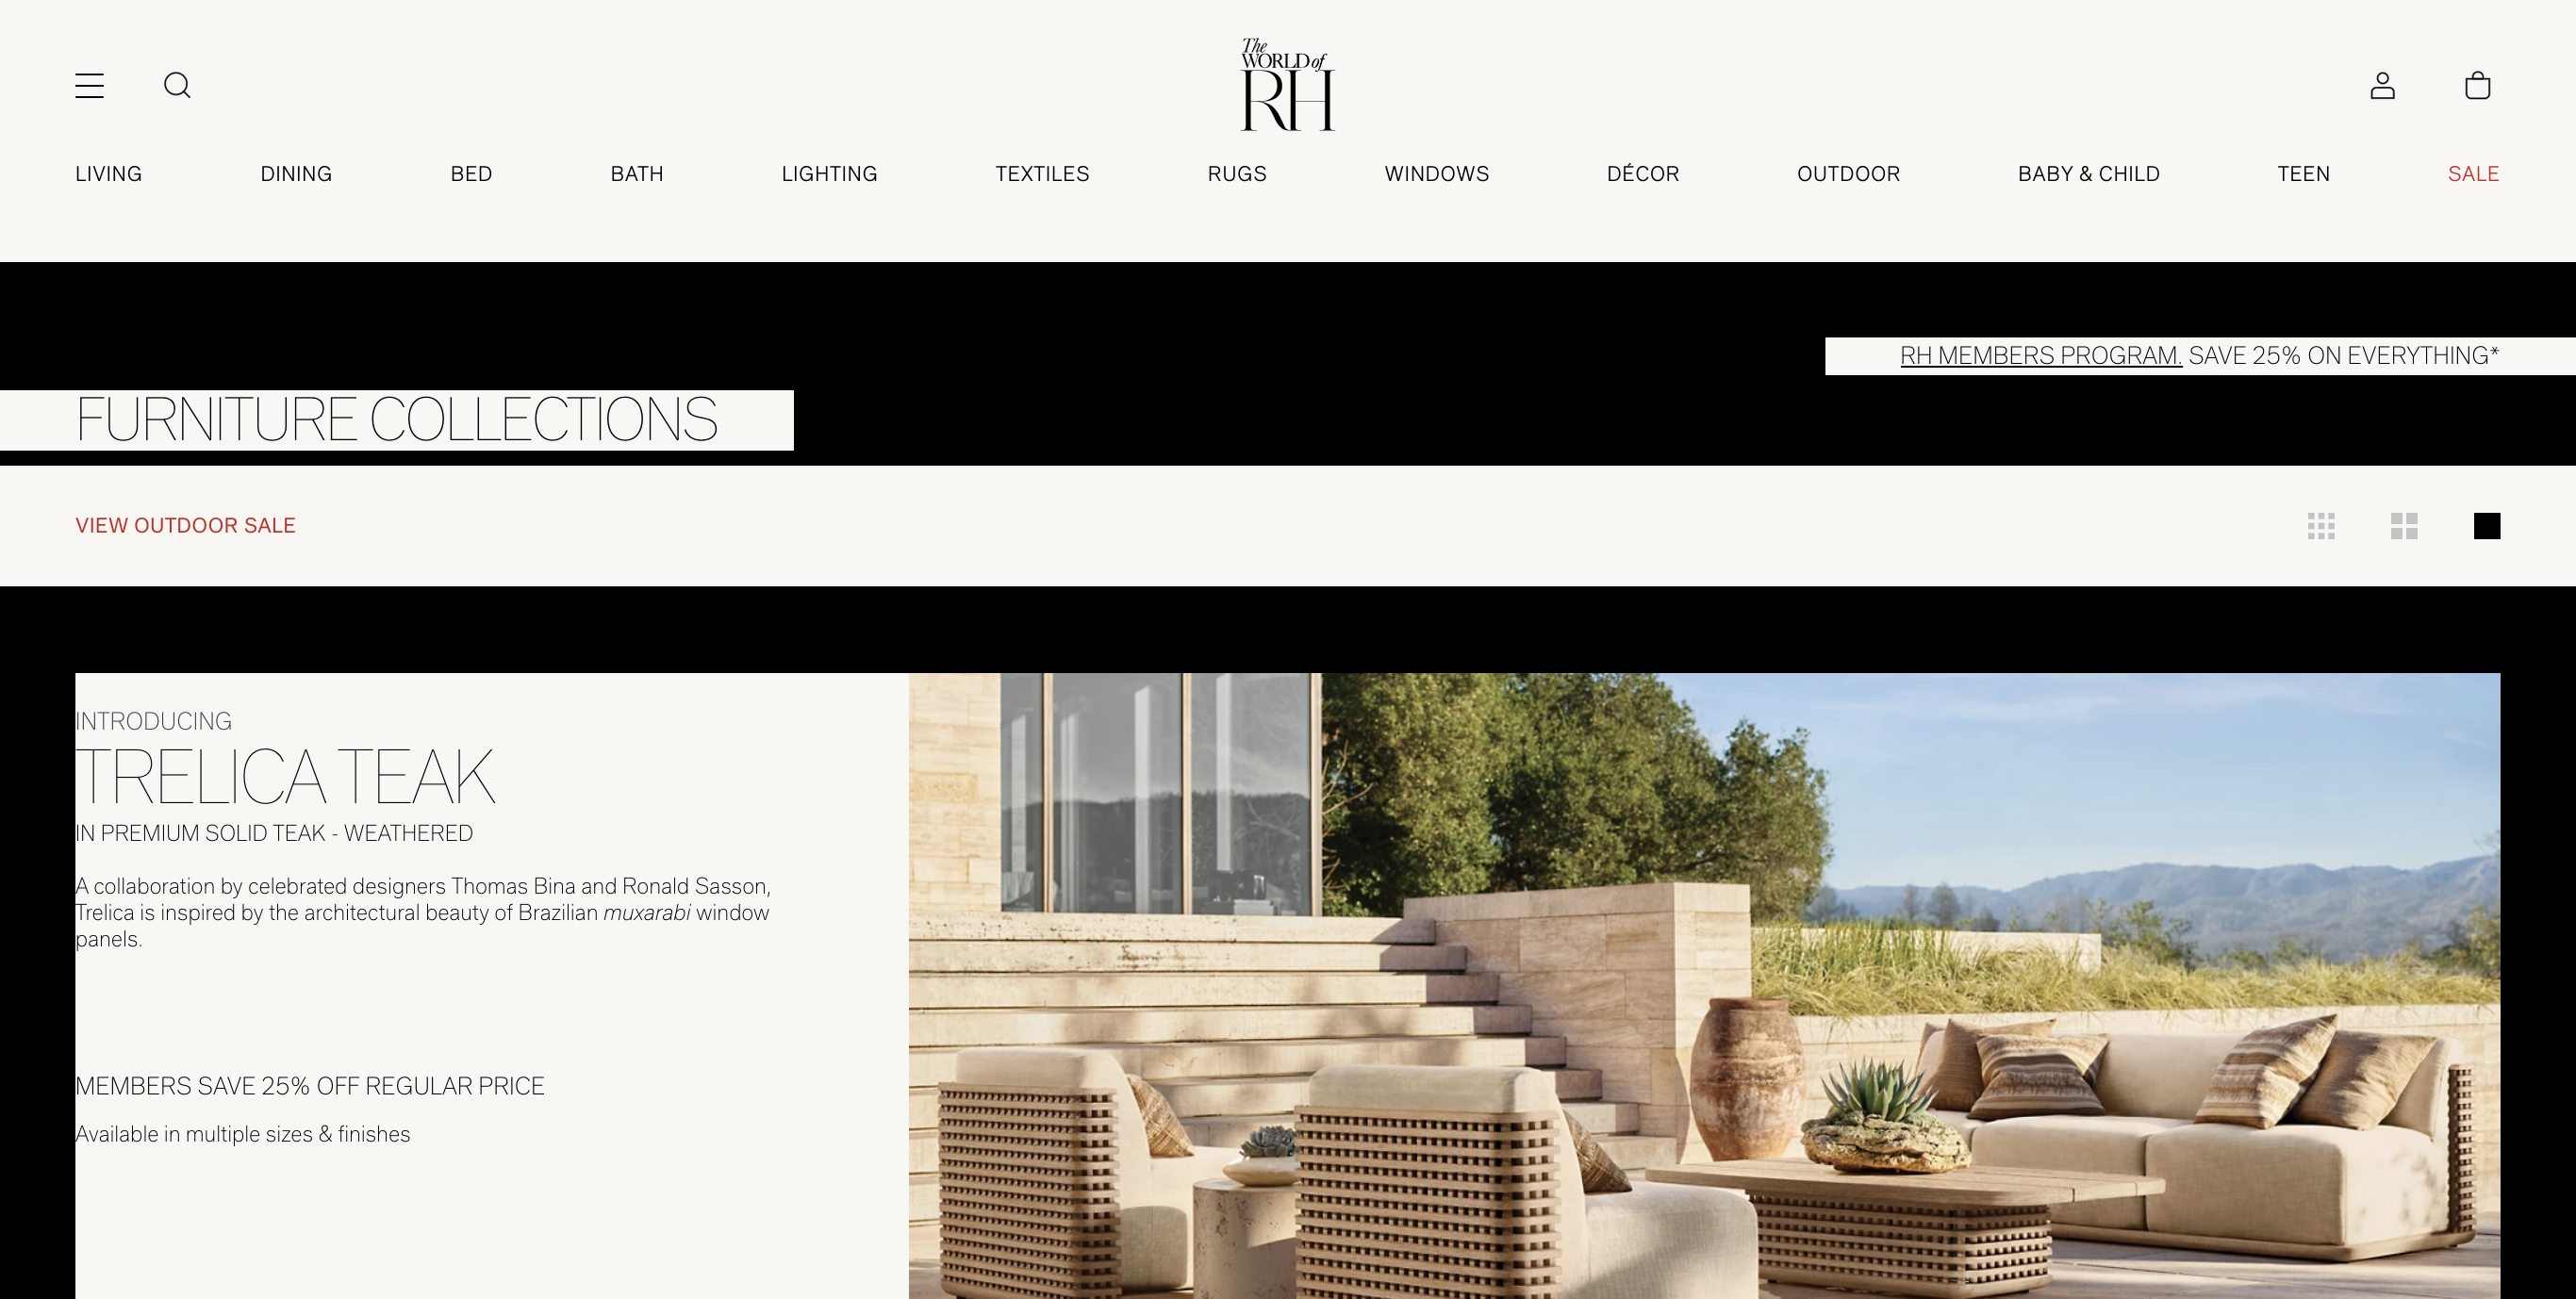 The
WORLD of
RH
LIVING DINING BED BATH LIGHTING TEXTILES RUGS WINDOWS DÉCOR OUTDOOR BABY & CHILD TEEN SALE
RH MEMBERS PROGRAM. SAVE 25% ON EVERYTHING*
FURNITURE COLLECTIONS
VIEW OUTDOOR SALE
INTRODUCING
TRELICA TEAK
IN PREMIUM SOLID TEAK - WEATHERED
A collaboration by celebrated designers Thomas Bina and Ronald Sasson,
Trelica is inspired by the architectural beauty of Brazilian muxarabi window
panels.
MEMBERS SAVE 25% OFF REGULAR PRICE
Available in multiple sizes & finishes